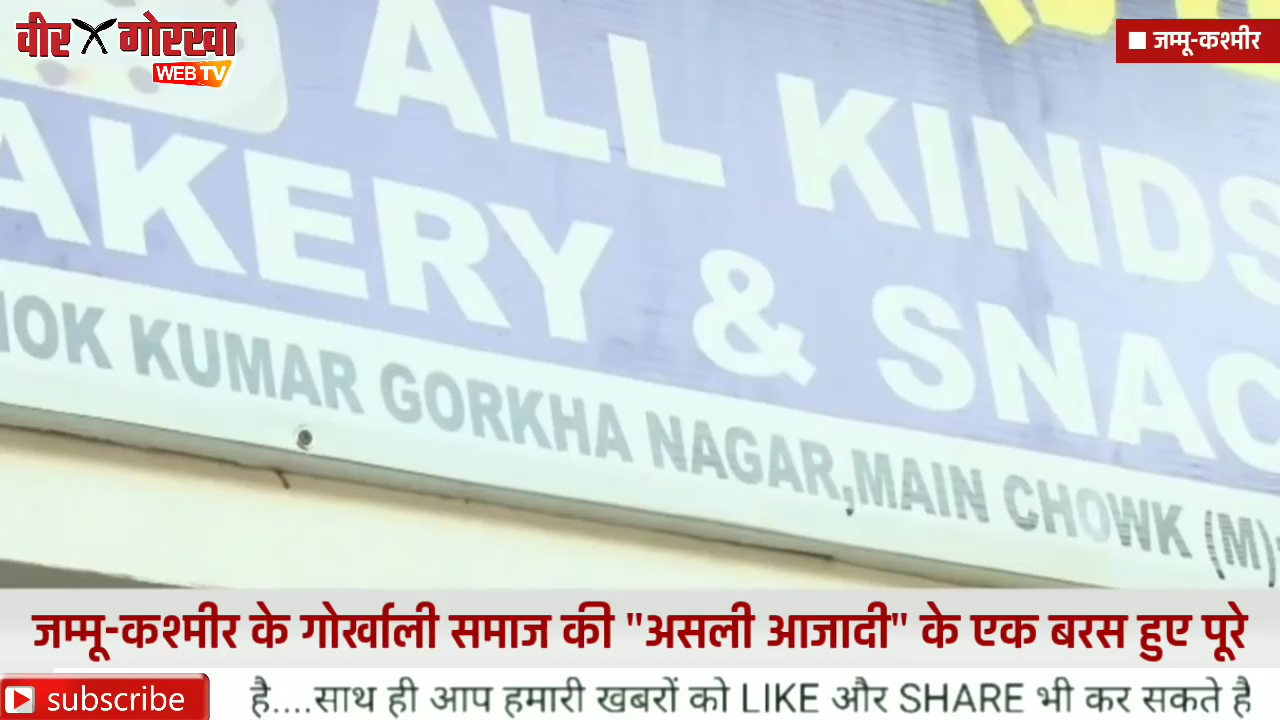 वीर गोरखा
WEB TV
जम्मू-कश्मीर
ALL KINDS
AKERY & SNAC
HOK KUMAR GORKHA NAGAR,MAIN CHOWK (M)
जम्मू-कश्मीर के गोर्खाली समाज की "असली आजादी" के एक बरस हुए पूरे
subscribe
है....साथ ही आप हमारी खबरों को LIKE और SHARE भी कर सकते है